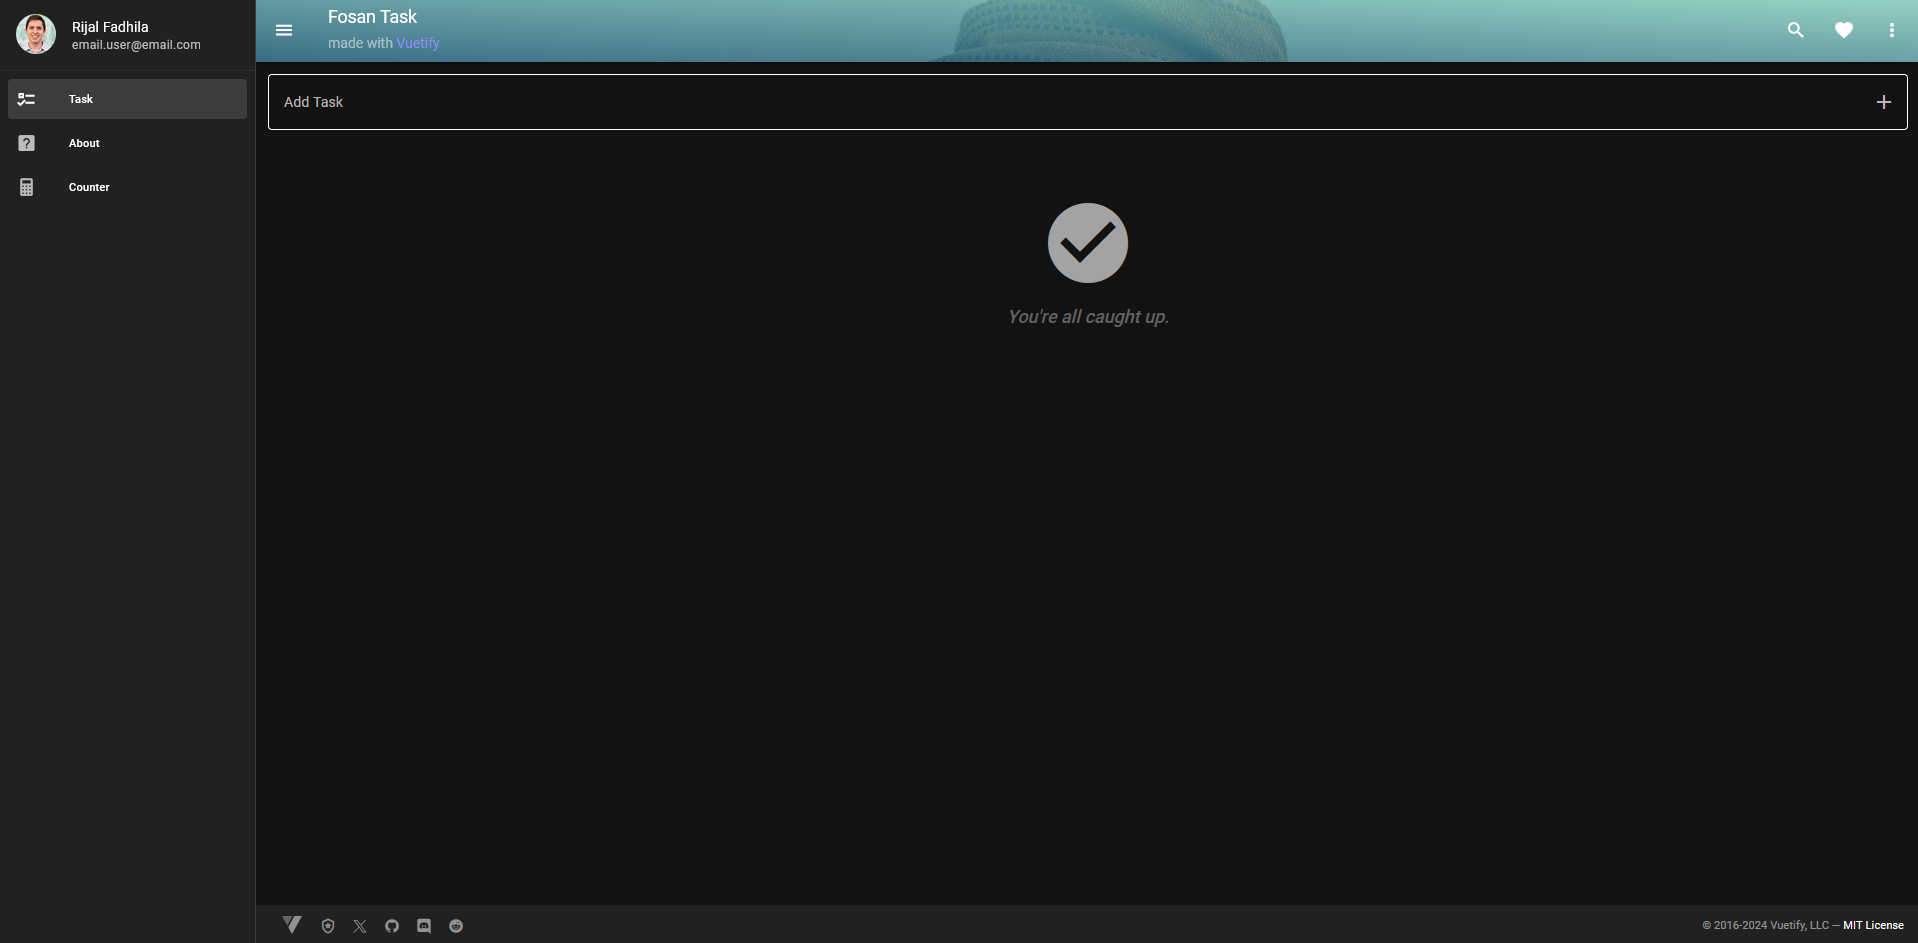 Rijal Fadhila
email.user@email.com
Task
About
Counter
Fosan Task
made with Vuetify
Add Task
You're all caught up.
© 2016-2024 Vuetify, LLC — MIT License